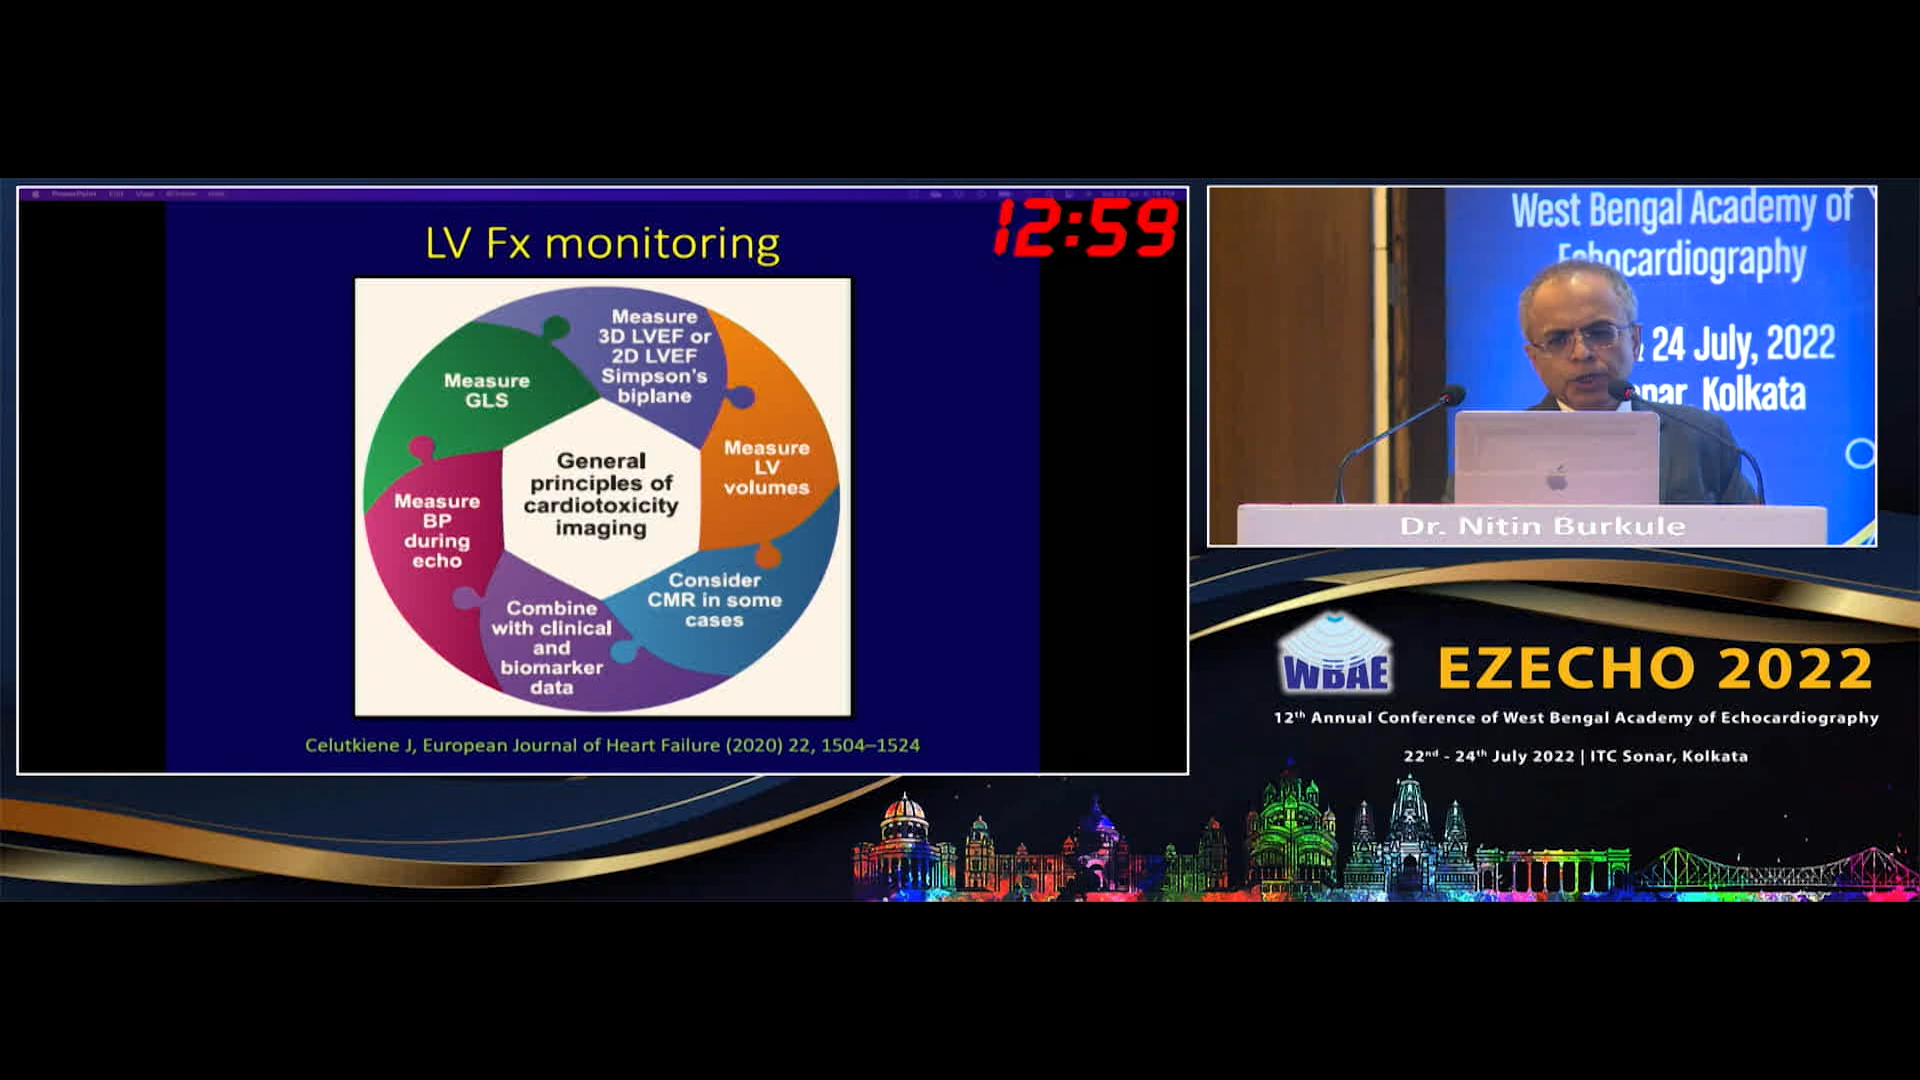 PowerPoint Edit View
12:59
LV Fx monitoring
Measure
3D LVEF or
2D LVEF
Simpson's
biplane
Measure
GLS
Measure
LV
volumes
General
principles of
cardiotoxicity
imaging
Measure
BP
during
echo
Consider
CMR in some
cases
Combine
with clinical
and
biomarker
data
Celutkiene J, European Journal of Heart Failure (2020) 22, 1504–1524
West Bengal Academy of
Echocardiography
24 July, 2022
Kolkata
Dr. Nitin Burkule
WBAE
EZECHO 2022
12th Annual Conference of West Bengal Academy of Echocardiography
22nd - 24th July 2022 | ITC Sonar, Kolkata